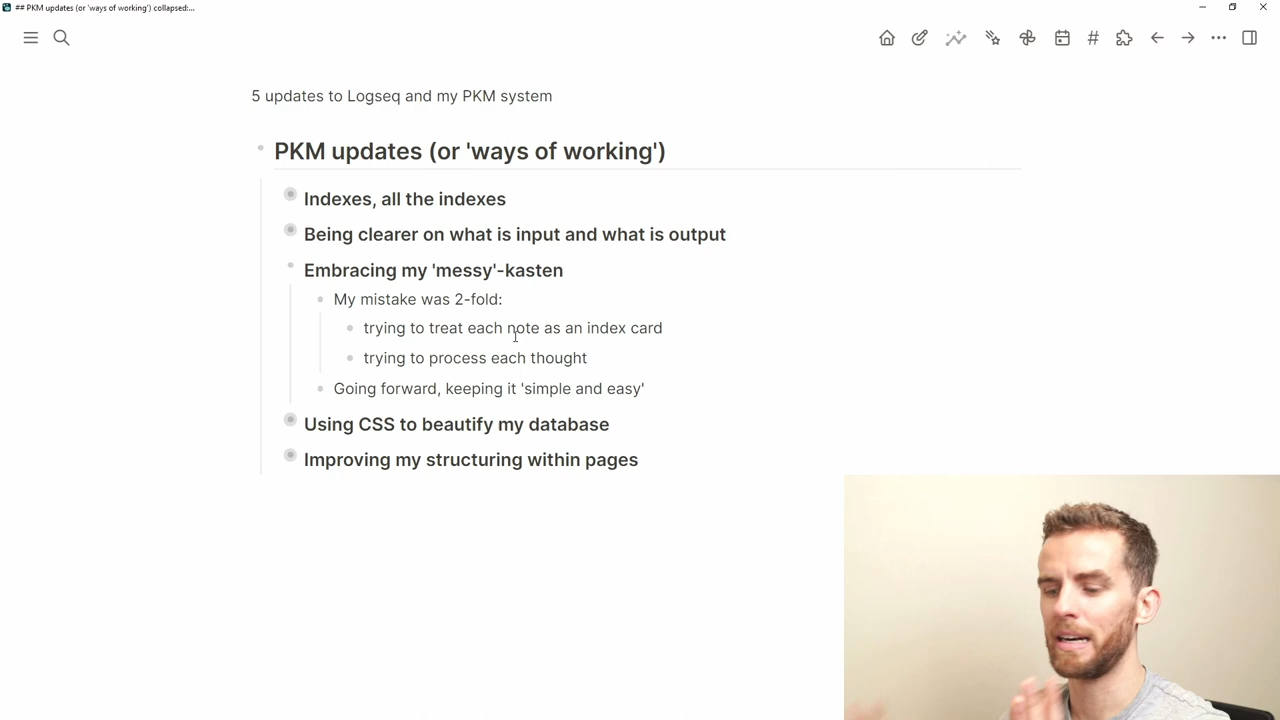 ## PKM updates (or 'ways of working') collapsed:...
5 updates to Logseq and my PKM system
PKM updates (or 'ways of working')
Indexes, all the indexes
Being clearer on what is input and what is output
Embracing my 'messy'-kasten
My mistake was 2-fold:
trying to treat each note as an index card
trying to process each thought
Going forward, keeping it 'simple and easy'
Using CSS to beautify my database
Improving my structuring within pages